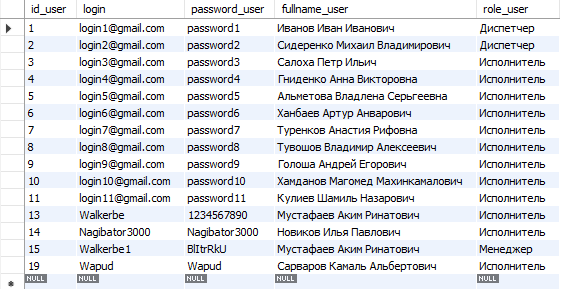 id_user login password_user fullname_user role_user
1 login1@gmail.com password1 Иванов Иван Иванович Диспетчер
2 login2@gmail.com password2 Сидеренко Михаил Владимирович Диспетчер
3 login3@gmail.com password3 Салоха Петр Ильич Исполнитель
4 login4@gmail.com password4 Гниденко Анна Викторовна Исполнитель
5 login5@gmail.com password5 Альметова Владлена Серьгеевна Исполнитель
6 login6@gmail.com password6 Ханбаев Артур Анварович Исполнитель
7 login7@gmail.com password7 Туренков Анастия Рифовна Исполнитель
8 login8@gmail.com password8 Тувошов Владимир Алексеевич Исполнитель
9 login9@gmail.com password9 Голоша Андрей Егорович Исполнитель
10 login10@gmail.com password10 Хамданов Магомед Махинкамалович Исполнитель
11 login11@gmail.com password11 Кулиев Шамиль Назарович Исполнитель
13 Walkerbe 1234567890 Мустафаев Аким Ринатович Исполнитель
14 Nagibator3000 Nagibator3000 Новиков Илья Павлович Исполнитель
15 Walkerbe1 BlItrRkU Мустафаев Аким Ринатович Менеджер
19 Wapud Wapud Сарваров Камаль Альбертович Исполнитель
NULL NULL NULL NULL NULL